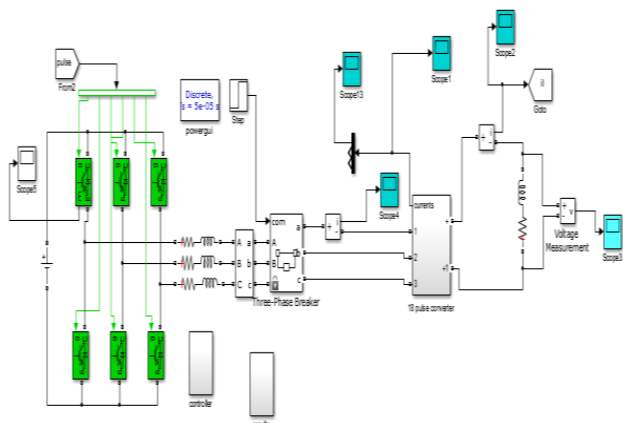 pulse
From2
Discrete,
s = 5e-05 s
powergui
Step
Scope13
Scope1
Scope2
Goto
Scope5
Scope4
currents
com
A
B
C
a
b
c
A
B
a
b
c
Three-Phase Breaker
1
2
3
+
+1
18 pulse converter
+
-
i
+
-
i
+
-
v
Voltage
Measurement
Scope3
controller